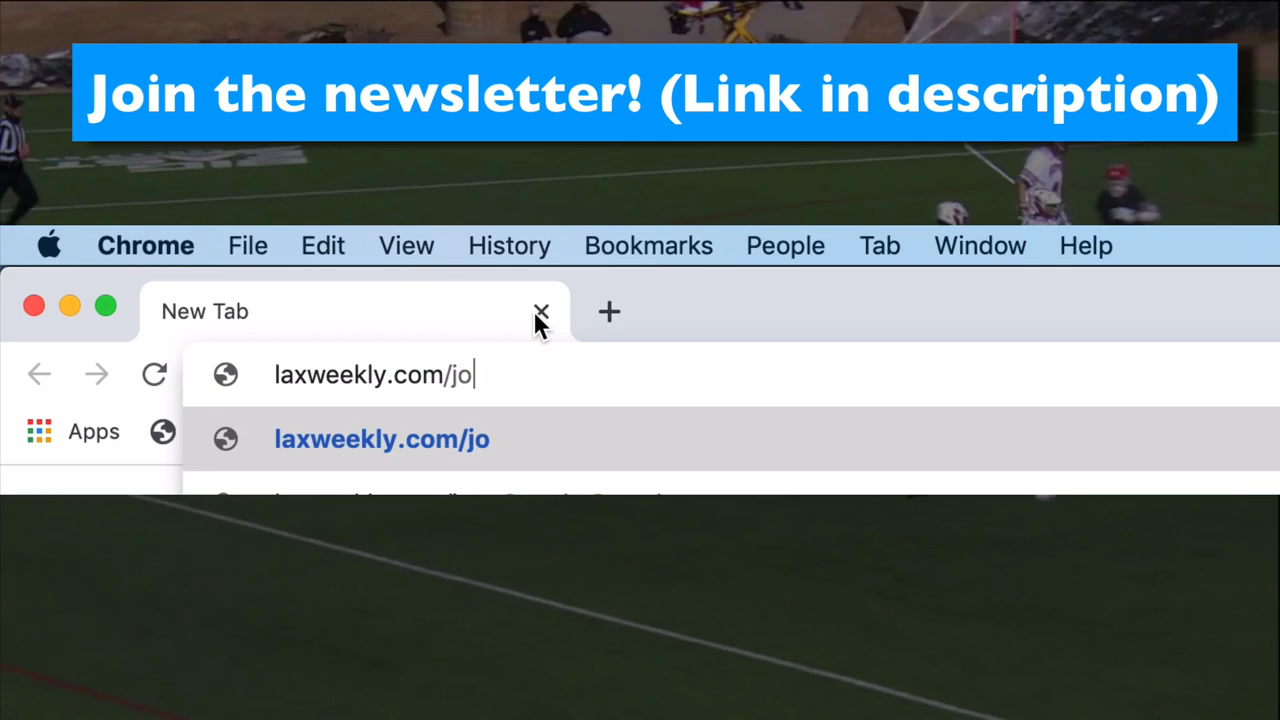 Join the newsletter! (Link in description)
Chrome File Edit View History Bookmarks People Tab Window Help
New Tab
laxweekly.com/jo
Apps
laxweekly.com/jo